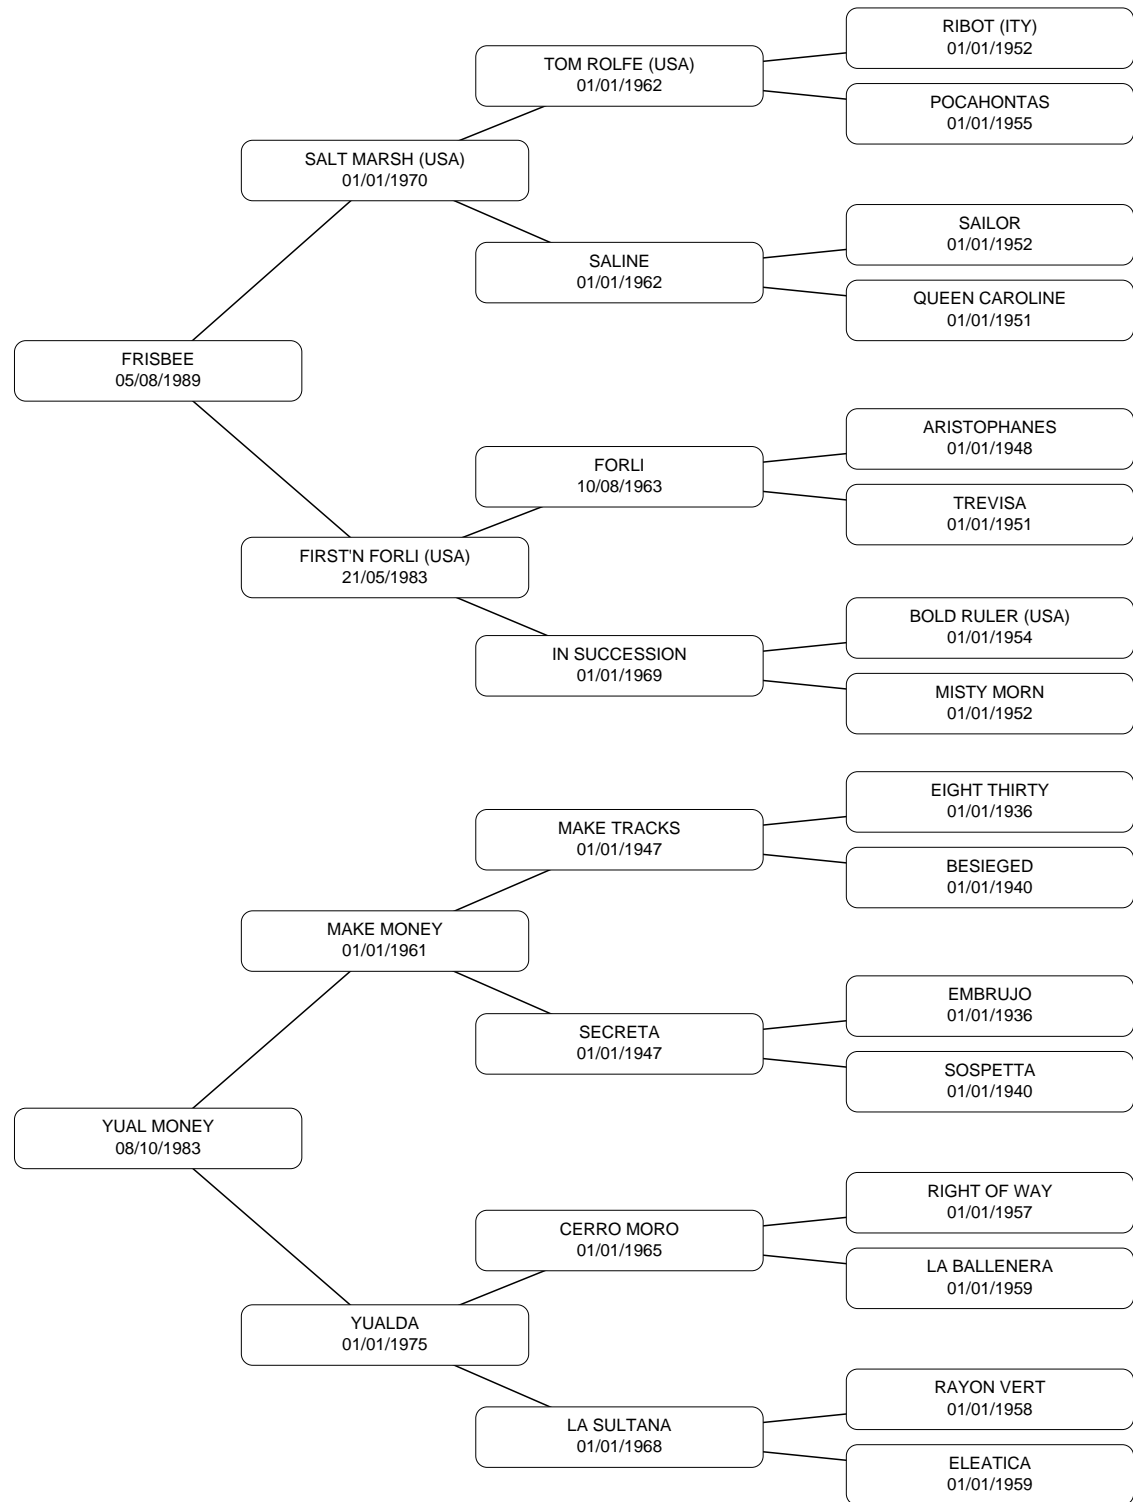 RIBOT (ITY)
01/01/1952
TOM ROLFE (USA)
01/01/1962
POCAHONTAS
01/01/1955
SALT MARSH (USA)
01/01/1970
SAILOR
01/01/1952
SALINE
01/01/1962
QUEEN CAROLINE
01/01/1951
FRISBEE
05/08/1989
ARISTOPHANES
01/01/1948
FORLI
10/08/1963
TREVISA
01/01/1951
FIRST'N FORLI (USA)
21/05/1983
BOLD RULER (USA)
01/01/1954
IN SUCCESSION
01/01/1969
MISTY MORN
01/01/1952
EIGHT THIRTY
01/01/1936
MAKE TRACKS
01/01/1947
BESIEGED
01/01/1940
MAKE MONEY
01/01/1961
EMBRUJO
01/01/1936
SECRETA
01/01/1947
SOSPETTA
01/01/1940
YUAL MONEY
08/10/1983
RIGHT OF WAY
01/01/1957
CERRO MORO
01/01/1965
LA BALLENERA
01/01/1959
YUALDA
01/01/1975
RAYON VERT
01/01/1958
LA SULTANA
01/01/1968
ELEATICA
01/01/1959